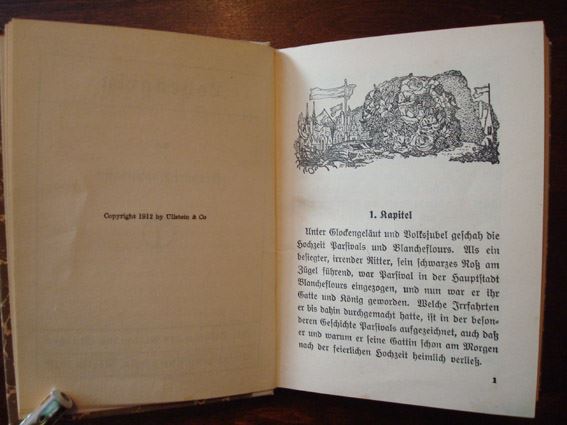 Copyright 1912 by Ullstein & Co
1. Kapitel
Unter Glockengeläut und Volksjubel geschah die
Hochzeit Parsivals und Blancheflours. Als ein
besiegter, irrender Ritter, sein schwarzes Roß am
Zügel führend, war Parsival in der Hauptstadt
Blancheflours eingezogen, und nun war er ihr
Gatte und König geworden. Welche Irrfahrten
er bis dahin durchgemacht hatte, ist in der beson-
deren Geschichte Parsivals aufgezeichnet, auch daß
er und warum er seine Gattin schon am Morgen
nach der feierlichen Hochzeit heimlich verließ.
1